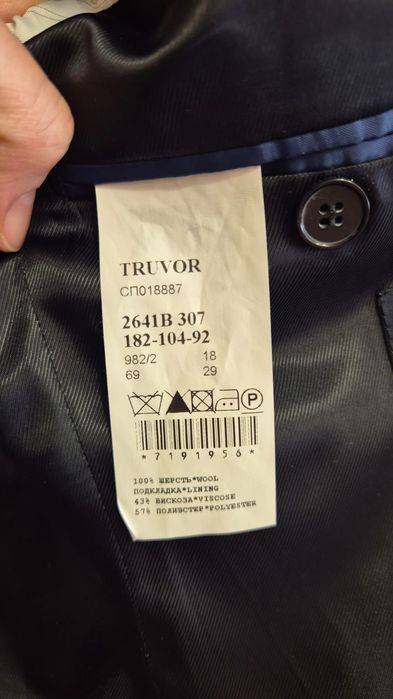 TRUVOR
СП018887
2641B 307
182-104-92
982/2 18
69 29
P
*7191956*
100% ШЕРСТЬ*WOOL
ПОДКЛАДКА*LINING
43% ВИСКОЗА*VISCOSE
57% ПОЛИЭСТЕР*POLYESTER